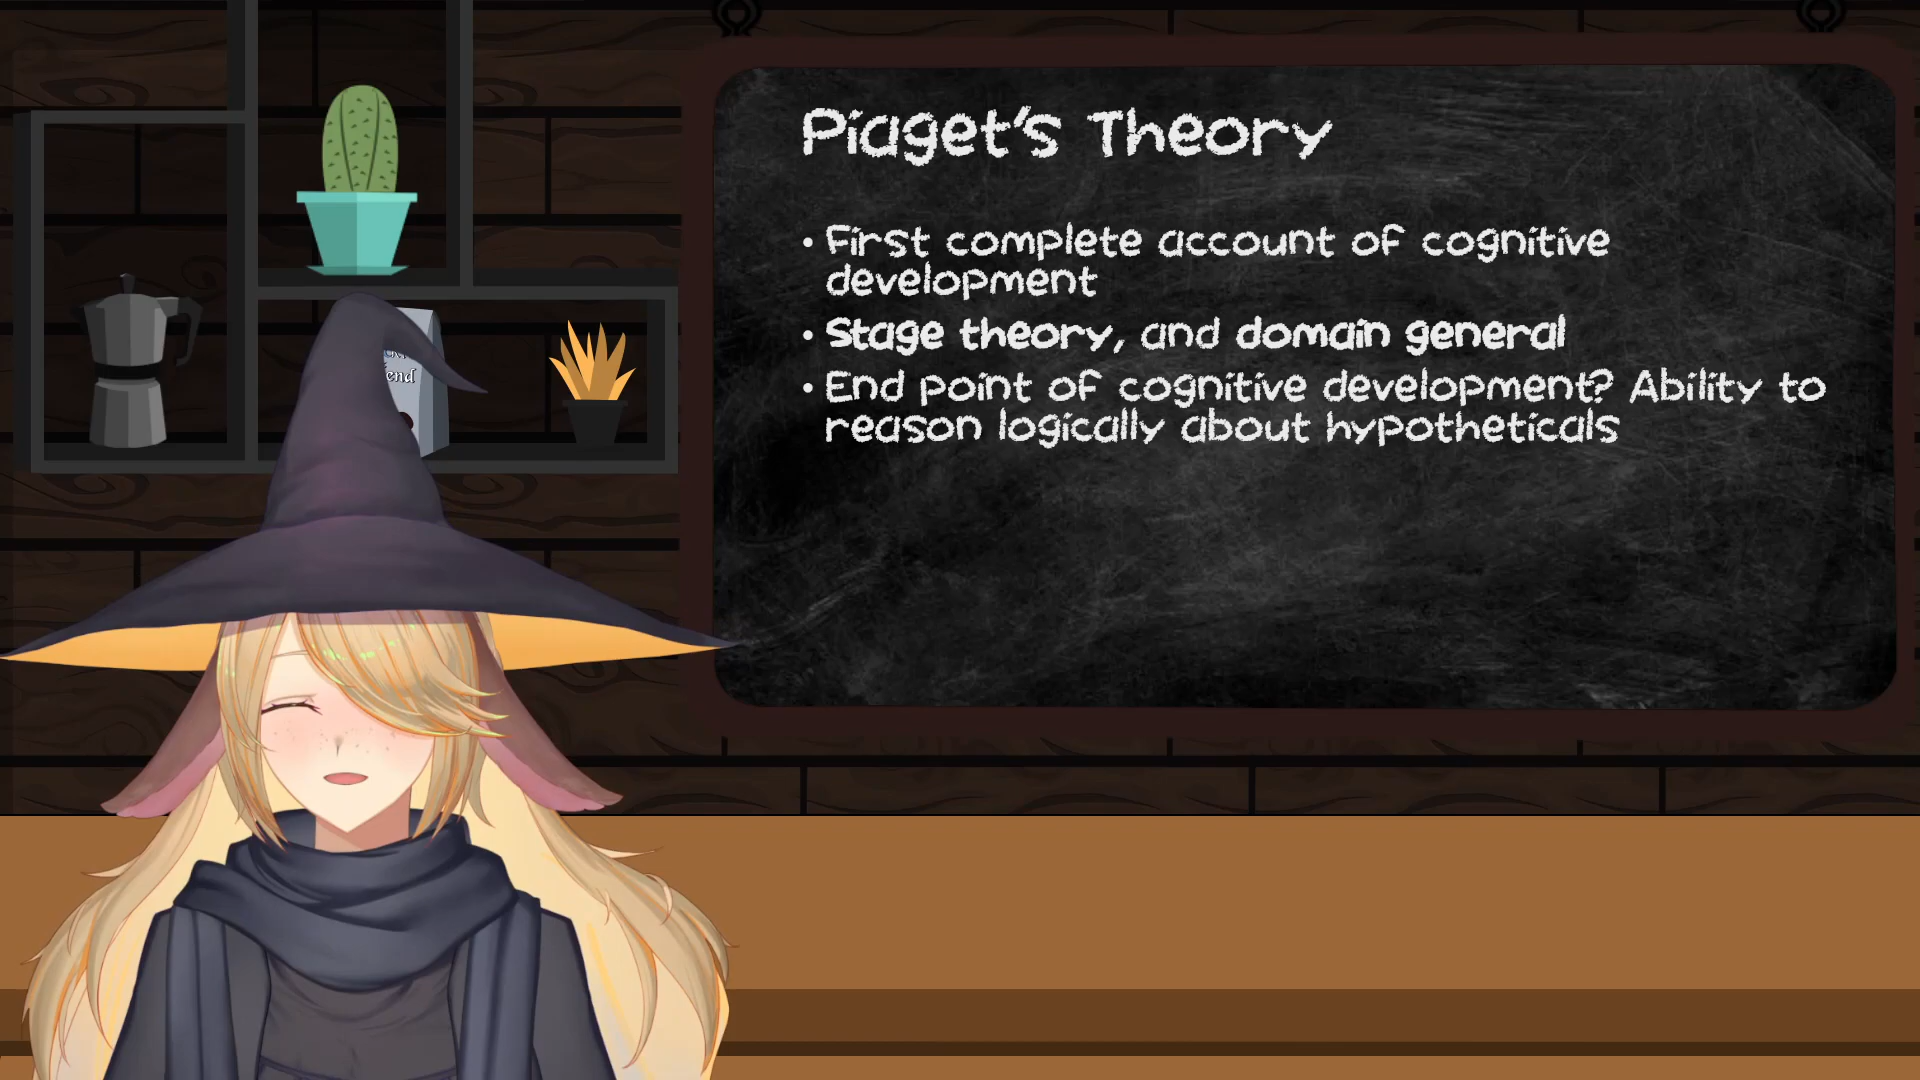 Piaget's Theory
• First complete account of cognitive
development
• Stage theory, and domain general
• End point of cognitive development? Ability to
reason logically about hypotheticals
end